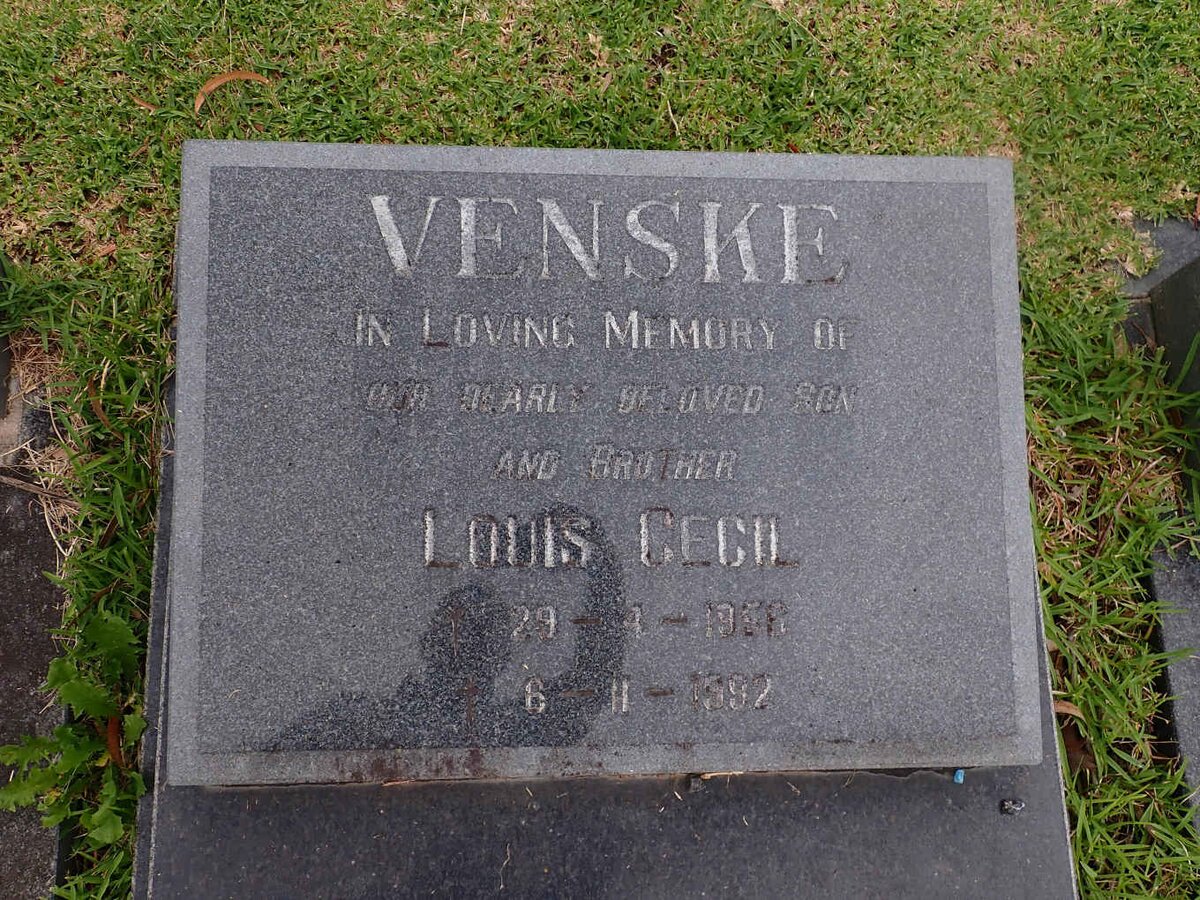 VENSKE
IN LOVING MEMORY OF
OUR DEARLY BELOVED SON
AND BROTHER
LOUIS CECIL
29 – 4 –
† 6 – 11 – 1992